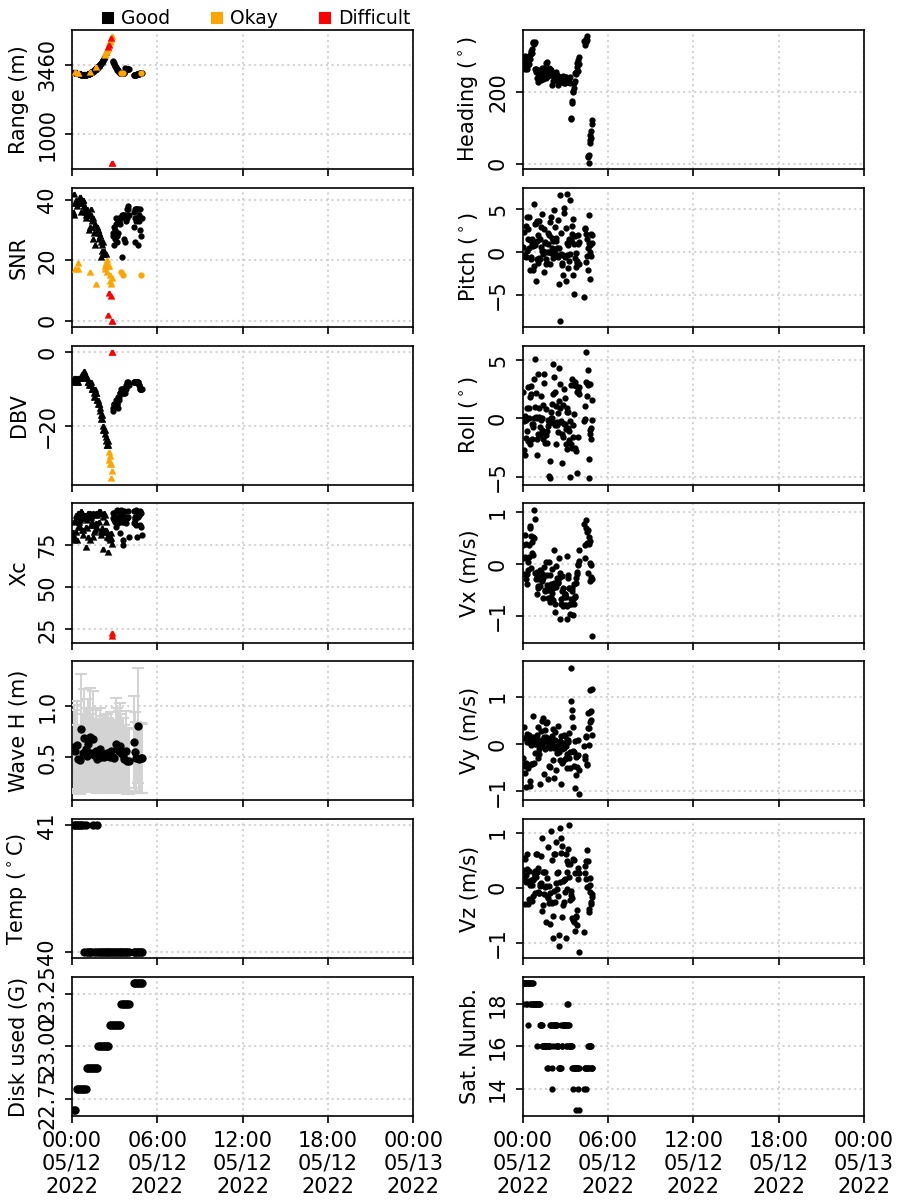 Good Okay Difficult
Range (m)
3460
1000
Heading (°)
200
0
SNR
40
20
0
Pitch (°)
5
0
−5
DBV
0
−20
Roll (°)
5
0
−5
Xc
75
50
25
Vx (m/s)
1
0
−1
Wave H (m)
1.0
0.5
Vy (m/s)
1
0
−1
Temp (°C)
41
40
Vz (m/s)
1
0
−1
Disk used (G)
23.25
23.00
22.75
Sat. Numb.
18
16
14
00:00 06:00 12:00 18:00 00:00
05/12 05/12 05/12 05/12 05/13
2022 2022 2022 2022 2022
00:00 06:00 12:00 18:00 00:00
05/12 05/12 05/12 05/12 05/13
2022 2022 2022 2022 2022